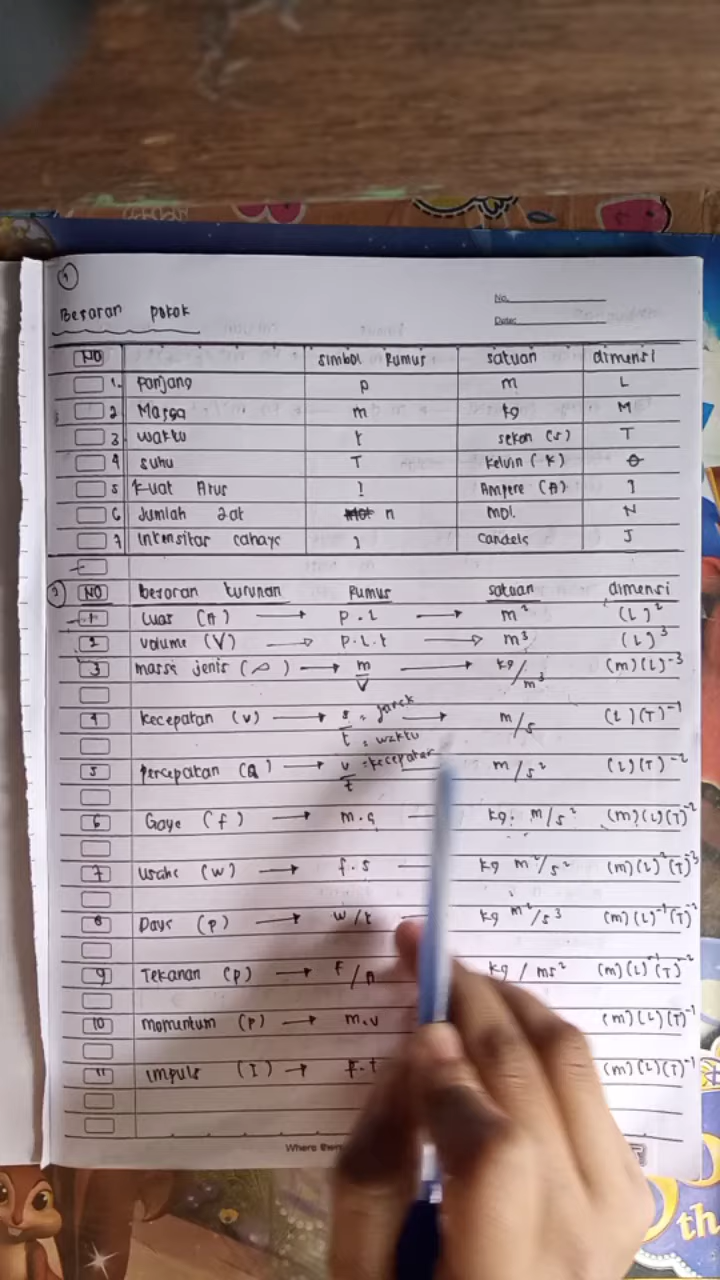 1
Besaran Pokok
No.
Date:
NO simbol Rumus satuan dimensi
1. Panjang P m L
2 Massa m kg M
3 waktu t sekon (s) T
4 suhu T Kelvin (K) θ
5 Kuat Arus I Ampere (A) I
6 Jumlah zat n mol. N
7 Intensitas cahaya J candela J
2 NO besaran turunan Rumus satuan dimensi
1 Luas (A) → P.L → m² (L)²
2 volume (V) → P.L.t → m³ (L)³
3 massa jenis → m/V → kg/m³ (m)(L)⁻³
4 kecepatan (v) → s/t = jarak = waktu → m/s (L)(T)⁻¹
5 percepatan (a) → v/t = kecepatan m/s² (L)(T)⁻²
6 Gaya (f) → m.a kg. m/s² (m)(L)(T)⁻²
7 usaha (w) → f.s kg m²/s² (m)(L)²(T)³
8 Daya (p) → w/t kg m²/s³ (m)(L)⁻¹(T)⁻²
9 Tekanan (p) → F/A kg / ms² (m)(L)⁻¹(T)⁻²
10 momentum (P) → m.v (m)(L)(T)⁻¹
11 impuls (I) → F.t (m)(L)(T)⁻¹
Where